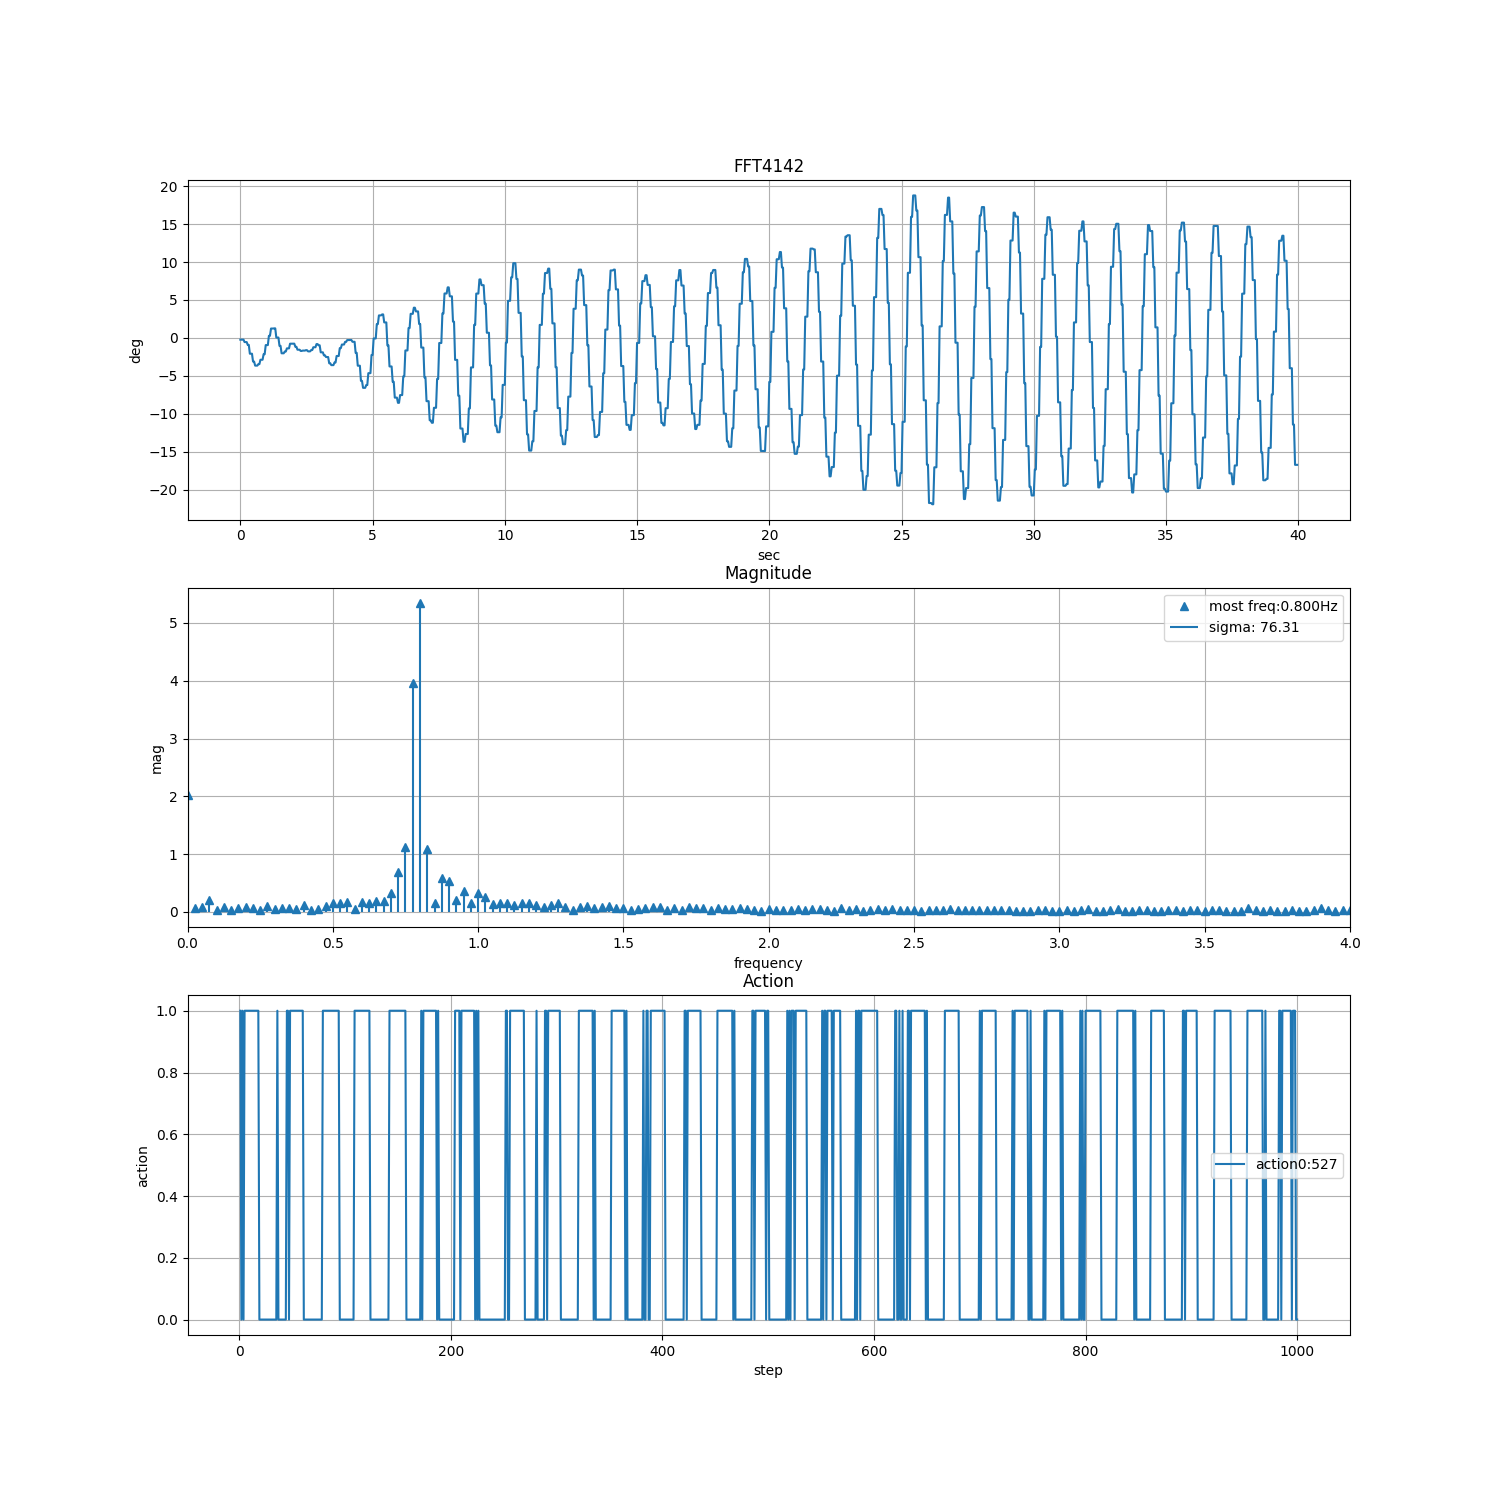 FFT4142
20
15
10
5
0
−5
−10
−15
−20
deg
0 5 10 15 20 25 30 35 40
sec
Magnitude
5
4
3
2
1
0
mag
most freq:0.800Hz
sigma: 76.31
0.0 0.5 1.0 1.5 2.0 2.5 3.0 3.5 4.0
frequency
Action
1.0
0.8
0.6
0.4
0.2
0.0
action
action0:527
0 200 400 600 800 1000
step